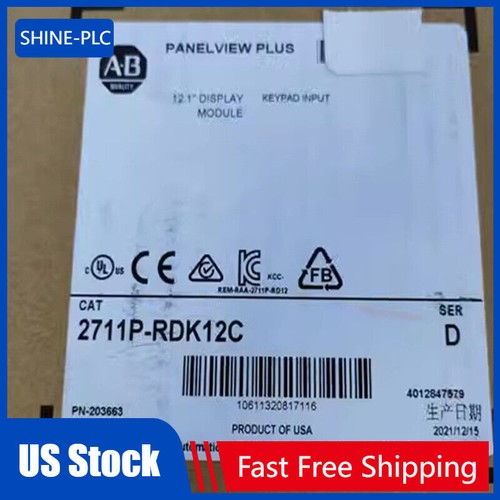 SHINE-PLC
PANELVIEW PLUS
A-B
QUALITY
12.1" DISPLAY
MODULE
KEYPAD INPUT
C UL US
LISTED
CE
KC
KCC-
REM-RAA-2711P-RD12
FB
CAT
2711P-RDK12C
SER
D
10611320817116
4012847579
PN-203663
生产日期
2021/12/15
PRODUCT OF USA
US Stock
Fast Free Shipping